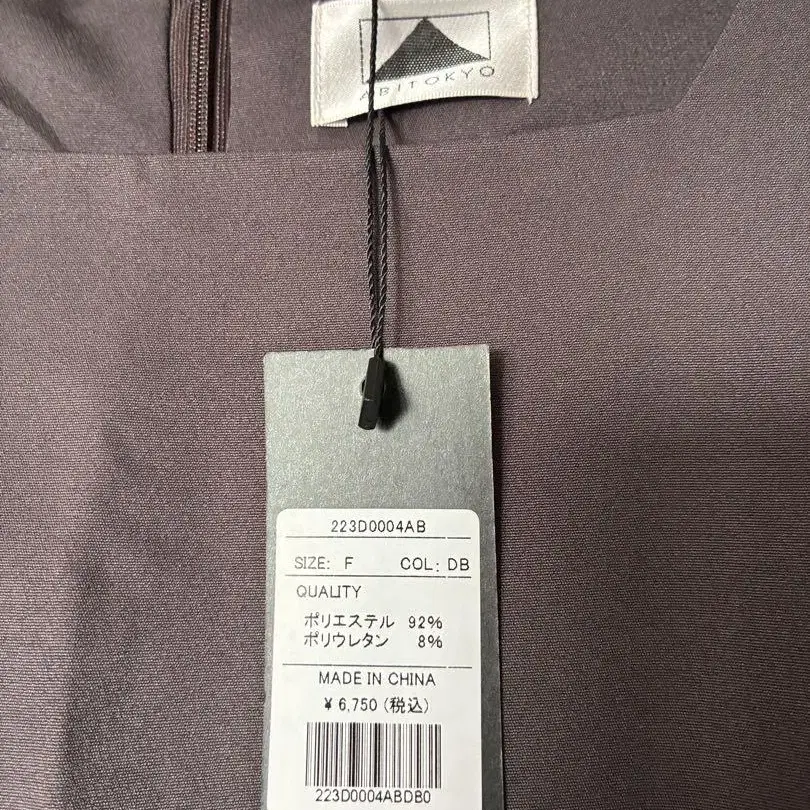 ABITOKYO
223D0004AB
SIZE: F COL: DB
QUALITY
ポリエステル 92%
ポリウレタン 8%
MADE IN CHINA
¥ 6,750 (税込)
223D0004ABDB0